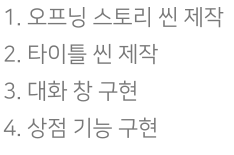 1. 오프닝 스토리 씬 제작
2. 타이틀 씬 제작
3. 대화 창 구현
4. 상점 기능 구현